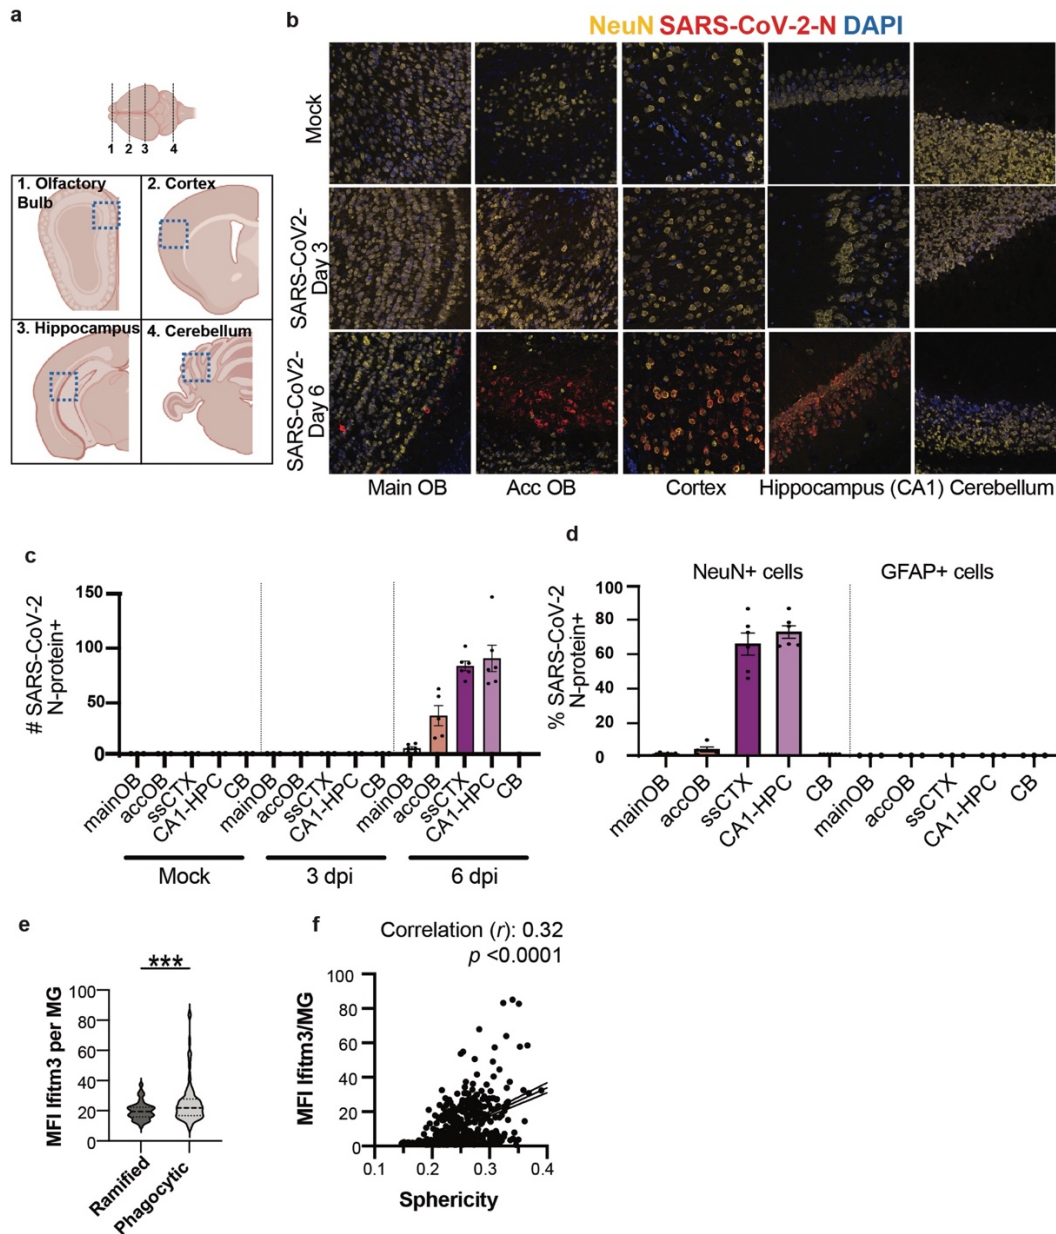 a
1 2 3 4
1. Olfactory
Bulb
2. Cortex
3. Hippocampus
4. Cerebellum
b
NeuN SARS-CoV-2-N DAPI
Mock
SARS-CoV2-
Day 3
SARS-CoV2-
Day 6
Main OB
Acc OB
Cortex
Hippocampus (CA1)
Cerebellum
c
# SARS-CoV-2
N-protein+
150
100
50
0
mainOB
accOB
ssCTX
CA1-HPC
CB
mainOB
accOB
ssCTX
CA1-HPC
CB
mainOB
accOB
ssCTX
CA1-HPC
CB
Mock
3 dpi
6 dpi
d
NeuN+ cells
GFAP+ cells
% SARS-CoV-2
N-protein+
100
80
60
40
20
0
mainOB
accOB
ssCTX
CA1-HPC
CB
mainOB
accOB
ssCTX
CA1-HPC
CB
e
***
MFI Ifitm3 per MG
100
80
60
40
20
0
Ramified
Phagocytic
f
Correlation (r): 0.32
p <0.0001
MFI Ifitm3/MG
100
80
60
40
20
0
0.1 0.2 0.3 0.4
Sphericity